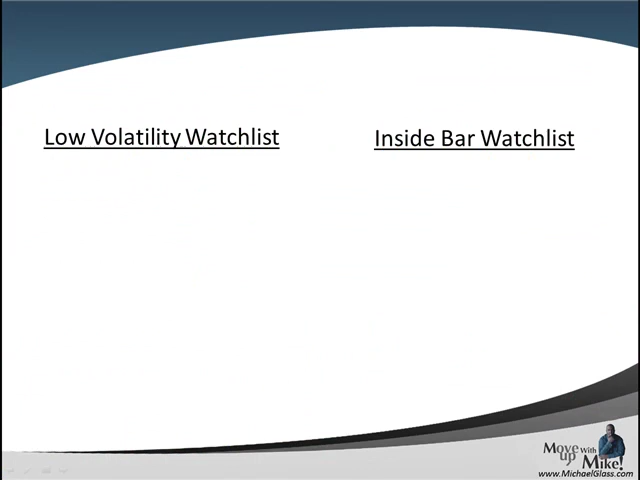 Low Volatility Watchlist
Inside Bar Watchlist
Move up With Mike!
www.MichaelGlass.com